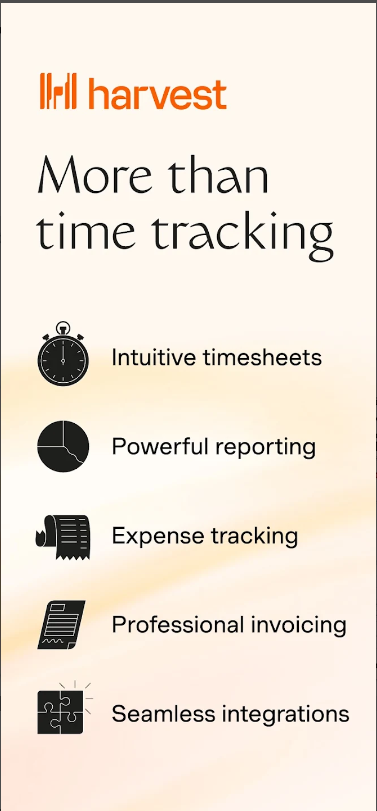 harvest
More than
time tracking
Intuitive timesheets
Powerful reporting
Expense tracking
Professional invoicing
Seamless integrations